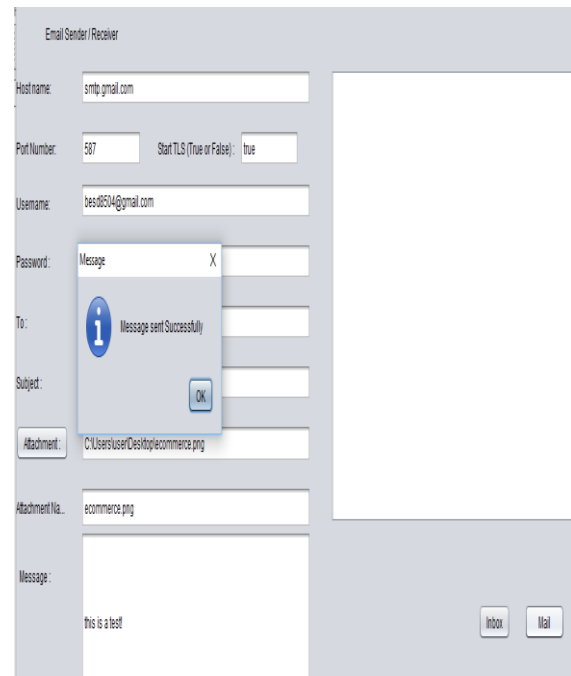 Email Sender / Receiver
Host name: smtp.gmail.com
Port Number: 587 Start TLS (True or False) : true
Username: besd8504@gmail.com
Password :
Message X
To :
Message sent Successfully
Subject :
OK
Attachment : C:\Users\user\Desktop\ecommerce.png
Attachment Na... ecommerce.png
Message :
this is a test!
Inbox Mail